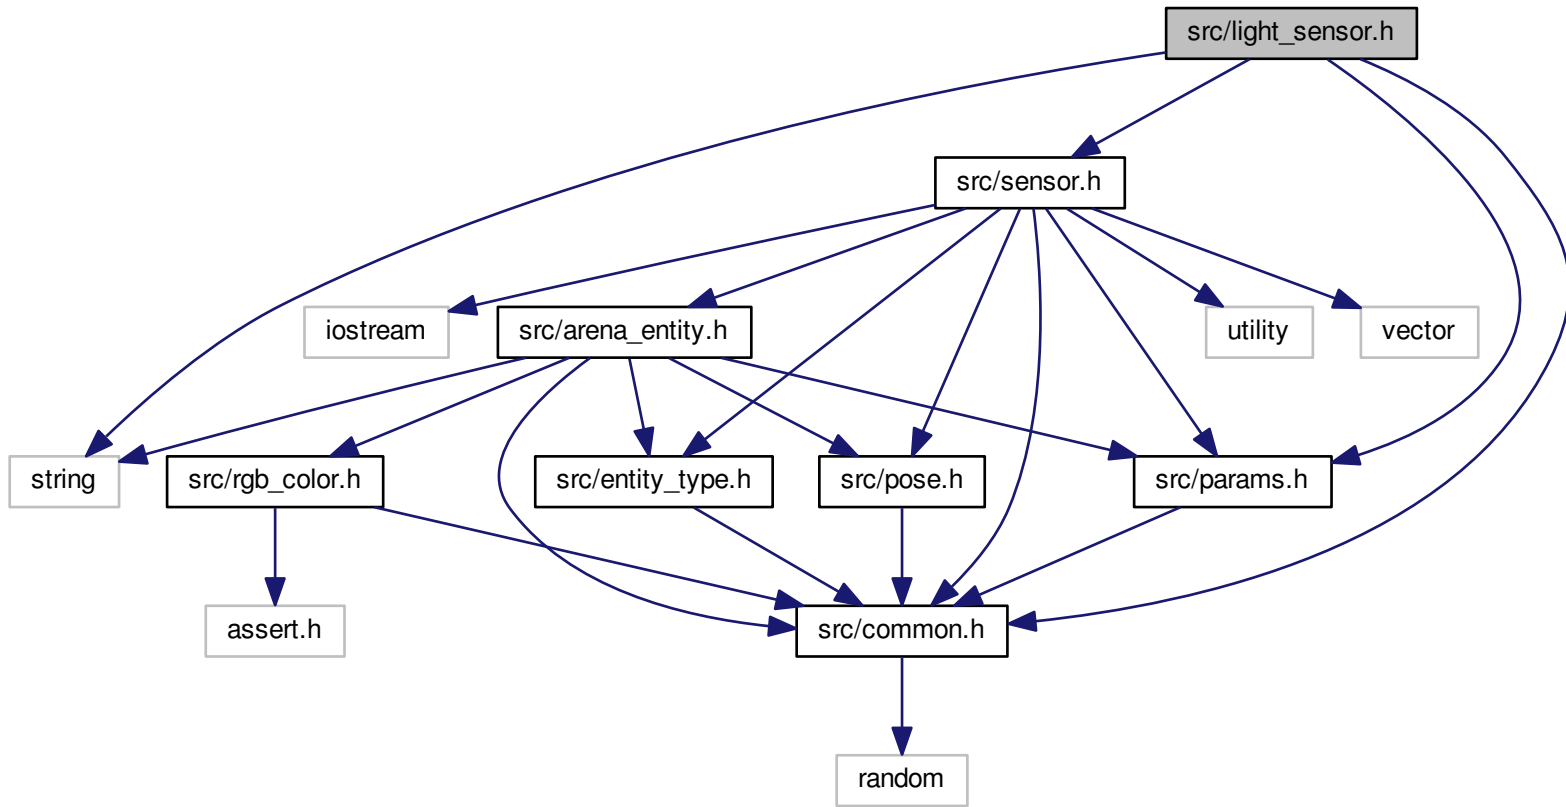 src/light_sensor.h
src/sensor.h
iostream
src/arena_entity.h
utility
vector
string
src/rgb_color.h
src/entity_type.h
src/pose.h
src/params.h
assert.h
src/common.h
random